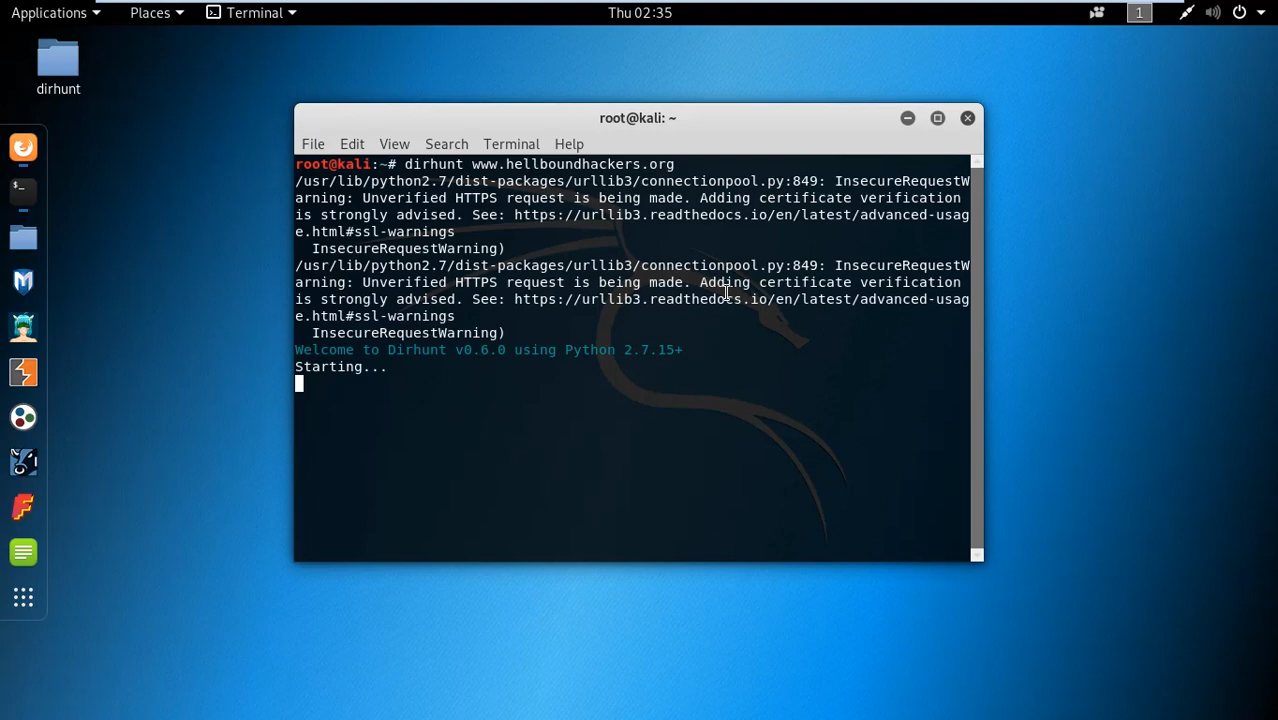 Applications Places Terminal Thu 02:35 1
dirhunt
root@kali: ~
File Edit View Search Terminal Help
root@kali:~# dirhunt www.hellboundhackers.org
/usr/lib/python2.7/dist-packages/urllib3/connectionpool.py:849: InsecureRequestW
arning: Unverified HTTPS request is being made. Adding certificate verification
is strongly advised. See: https://urllib3.readthedocs.io/en/latest/advanced-usag
e.html#ssl-warnings
InsecureRequestWarning)
/usr/lib/python2.7/dist-packages/urllib3/connectionpool.py:849: InsecureRequestW
arning: Unverified HTTPS request is being made. Adding certificate verification
is strongly advised. See: https://urllib3.readthedocs.io/en/latest/advanced-usag
e.html#ssl-warnings
InsecureRequestWarning)
Welcome to Dirhunt v0.6.0 using Python 2.7.15+
Starting...